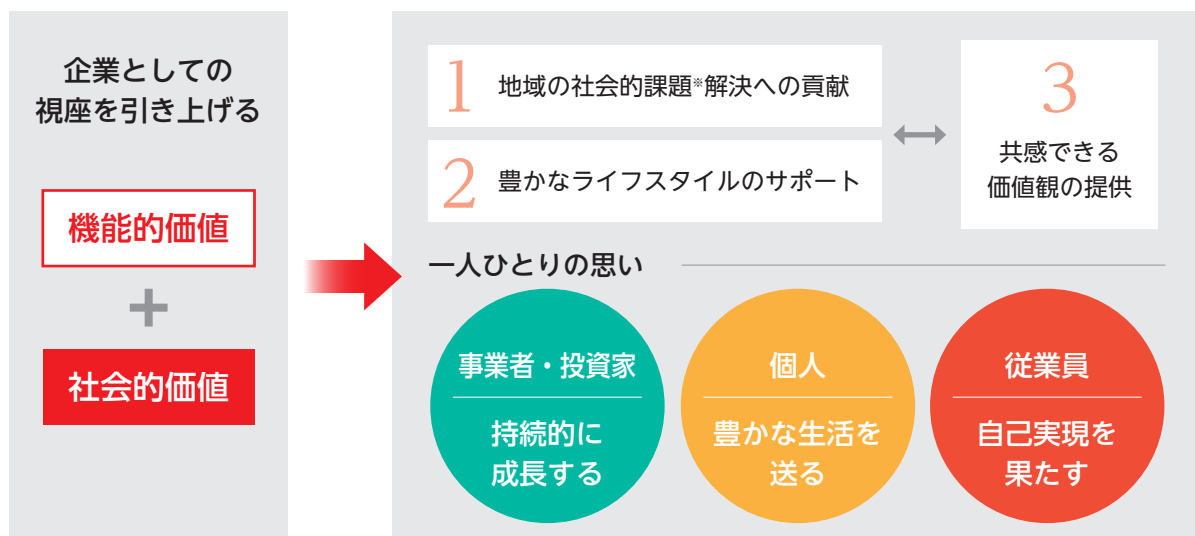 企業としての
視座を引き上げる
機能的価値
+
社会的価値
1 地域の社会的課題※解決への貢献
2 豊かなライフスタイルのサポート
3
共感できる
価値観の提供
一人ひとりの思い
事業者・投資家
持続的に
成長する
個人
豊かな生活を
送る
従業員
自己実現を
果たす